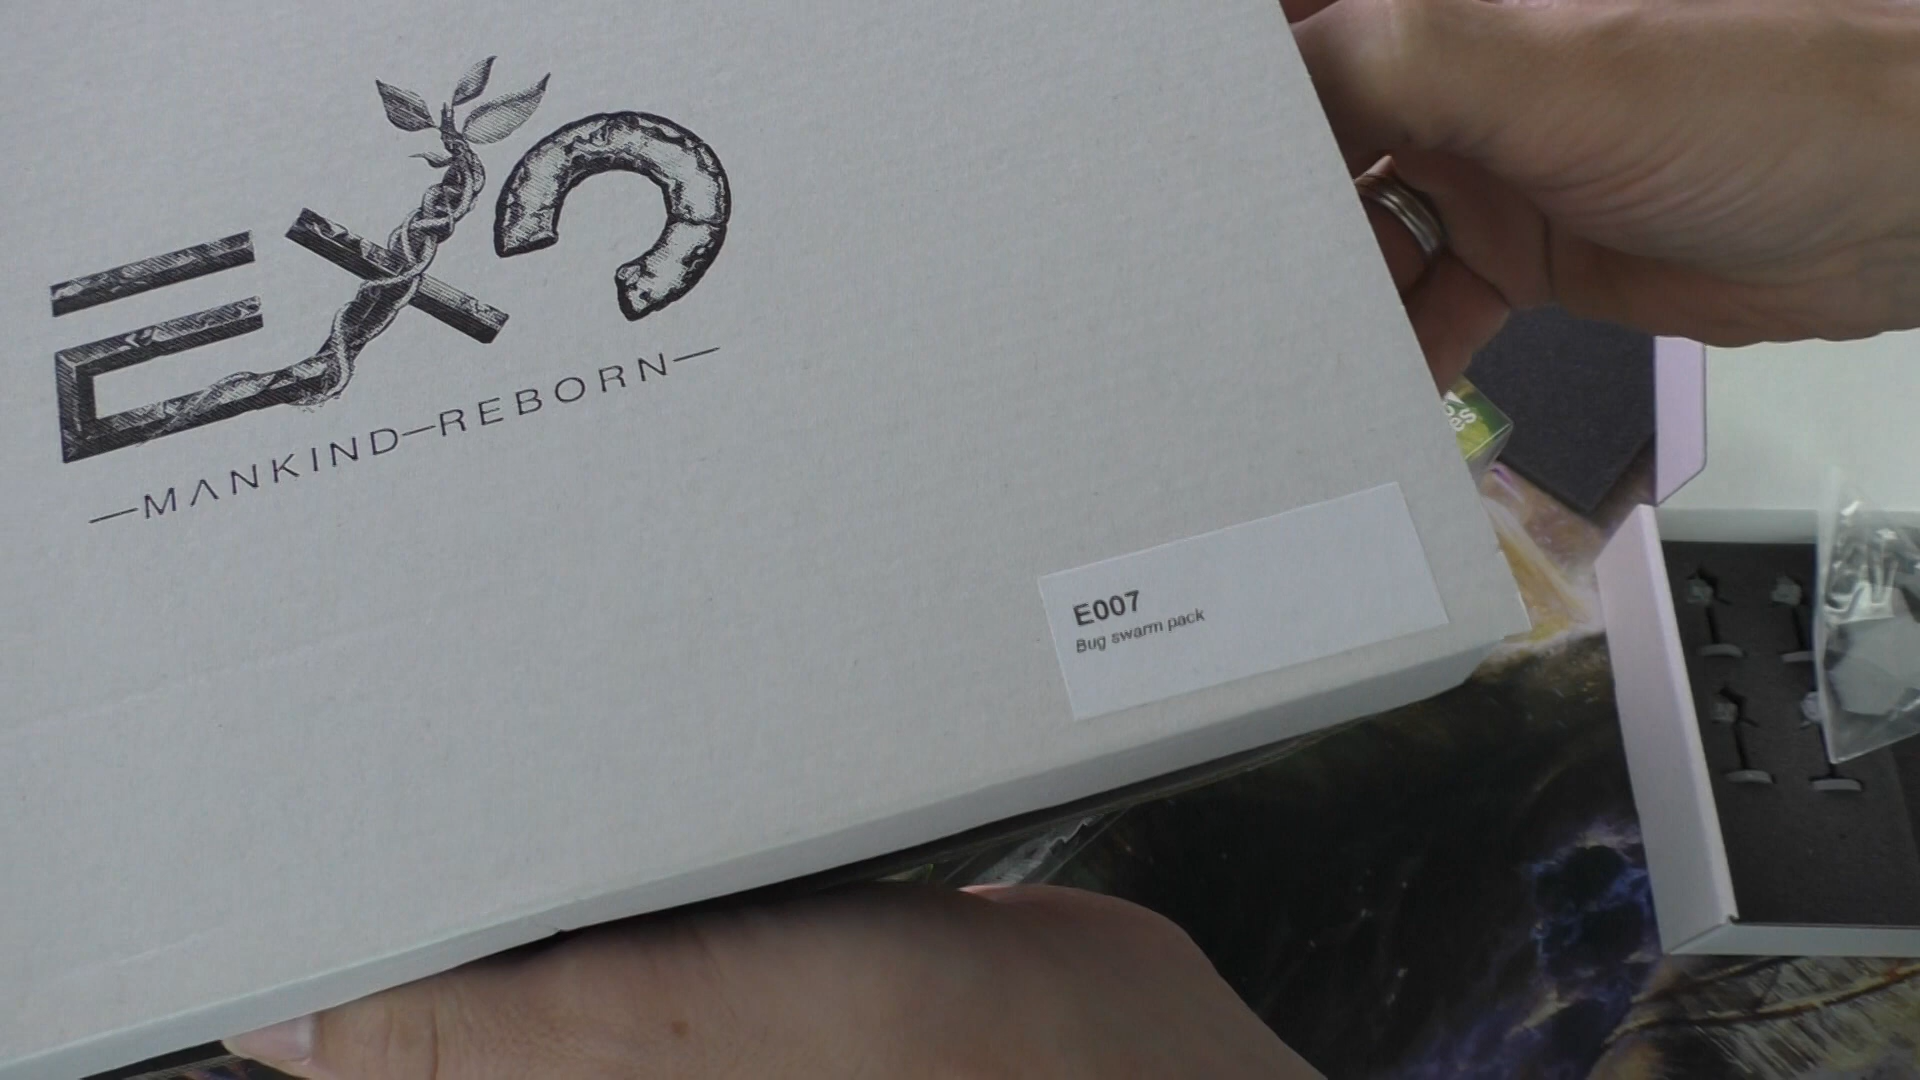 EXO
—MANKIND—REBORN—
E007
Bug swarm pack